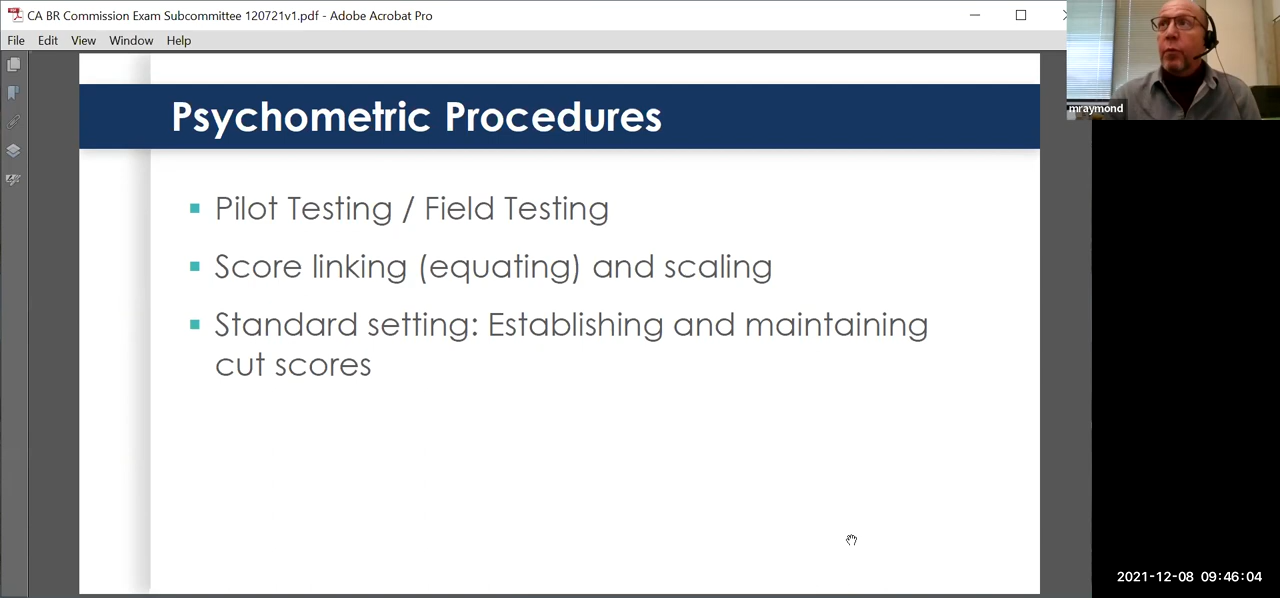 CA BR Commission Exam Subcommittee 120721v1.pdf - Adobe Acrobat Pro
File Edit View Window Help
mraymond
Psychometric Procedures
Pilot Testing / Field Testing
Score linking (equating) and scaling
Standard setting: Establishing and maintaining
cut scores
2021-12-08 09:46:04